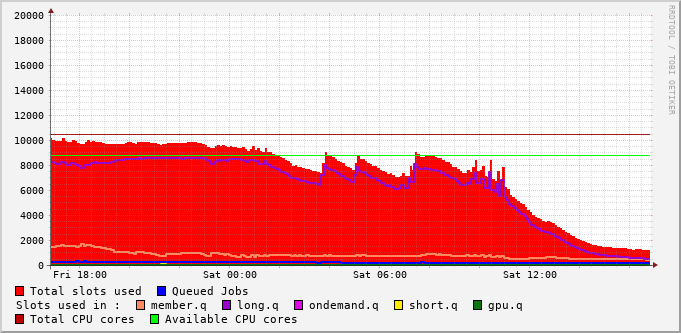 20000
18000
16000
14000
12000
10000
8000
6000
4000
2000
0
Fri 18:00 Sat 00:00 Sat 06:00 Sat 12:00
RRDTOOL / TOBI OETIKER
Total slots used Queued Jobs
Slots used in : member.q long.q ondemand.q short.q gpu.q
Total CPU cores Available CPU cores